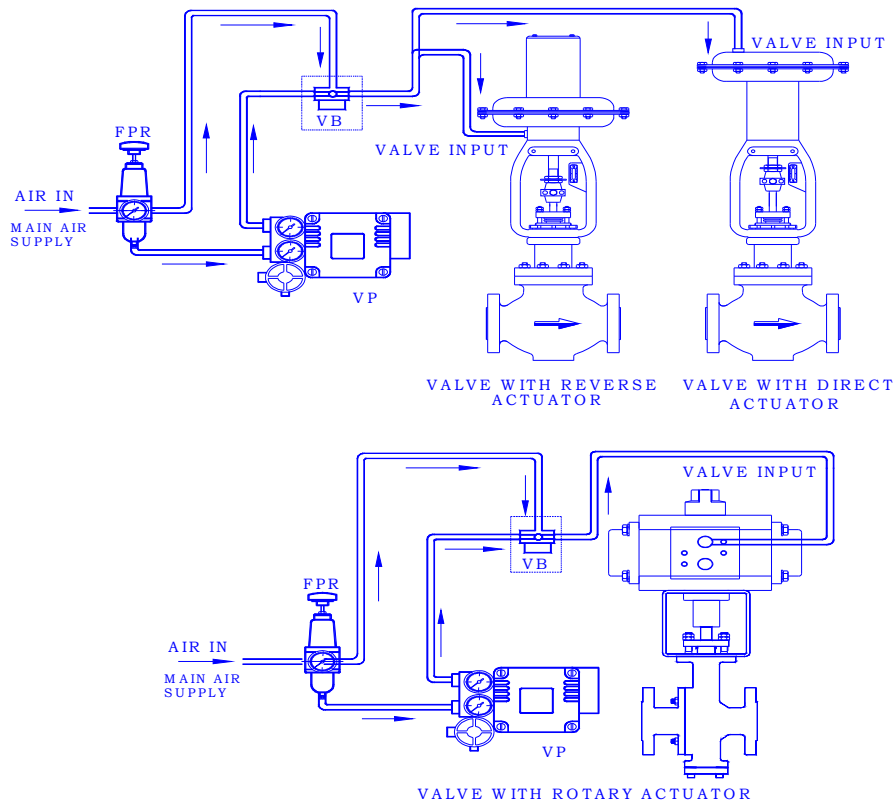 VALVE INPUT
VB
FPR
VALVE INPUT
AIR IN
MAIN AIR
SUPPLY
VP
VALVE WITH REVERSE
ACTUATOR
VALVE WITH DIRECT
ACTUATOR
VALVE INPUT
VB
FPR
AIR IN
MAIN AIR
SUPPLY
VP
VALVE WITH ROTARY ACTUATOR